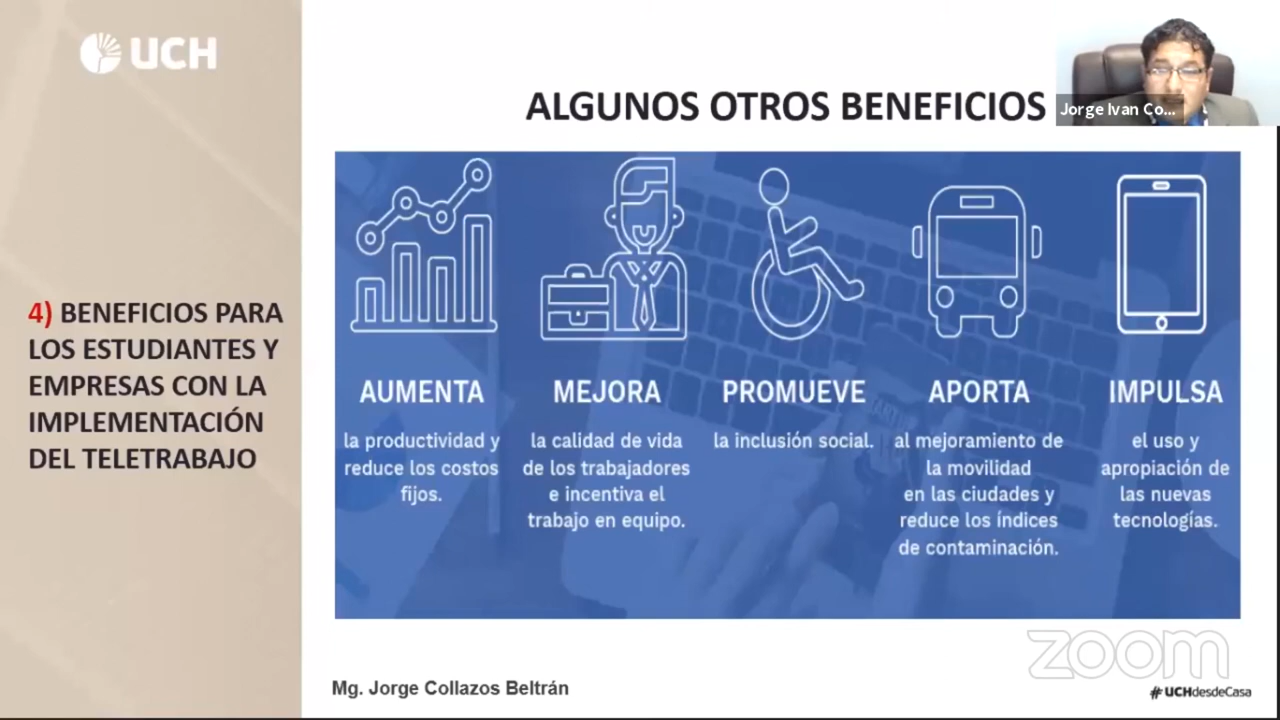 UCH
ALGUNOS OTROS BENEFICIOS
Jorge Ivan Co...
4) BENEFICIOS PARA
LOS ESTUDIANTES Y
EMPRESAS CON LA
IMPLEMENTACIÓN
DEL TELETRABAJO
AUMENTA
la productividad y
reduce los costos
fijos.
MEJORA
la calidad de vida
de los trabajadores
e incentiva el
trabajo en equipo.
PROMUEVE
la inclusión social.
APORTA
al mejoramiento de
la movilidad
en las ciudades y
reduce los índices
de contaminación.
IMPULSA
el uso y
apropiación de
las nuevas
tecnologías.
zoom
Mg. Jorge Collazos Beltrán
#UCHdesdeCasa